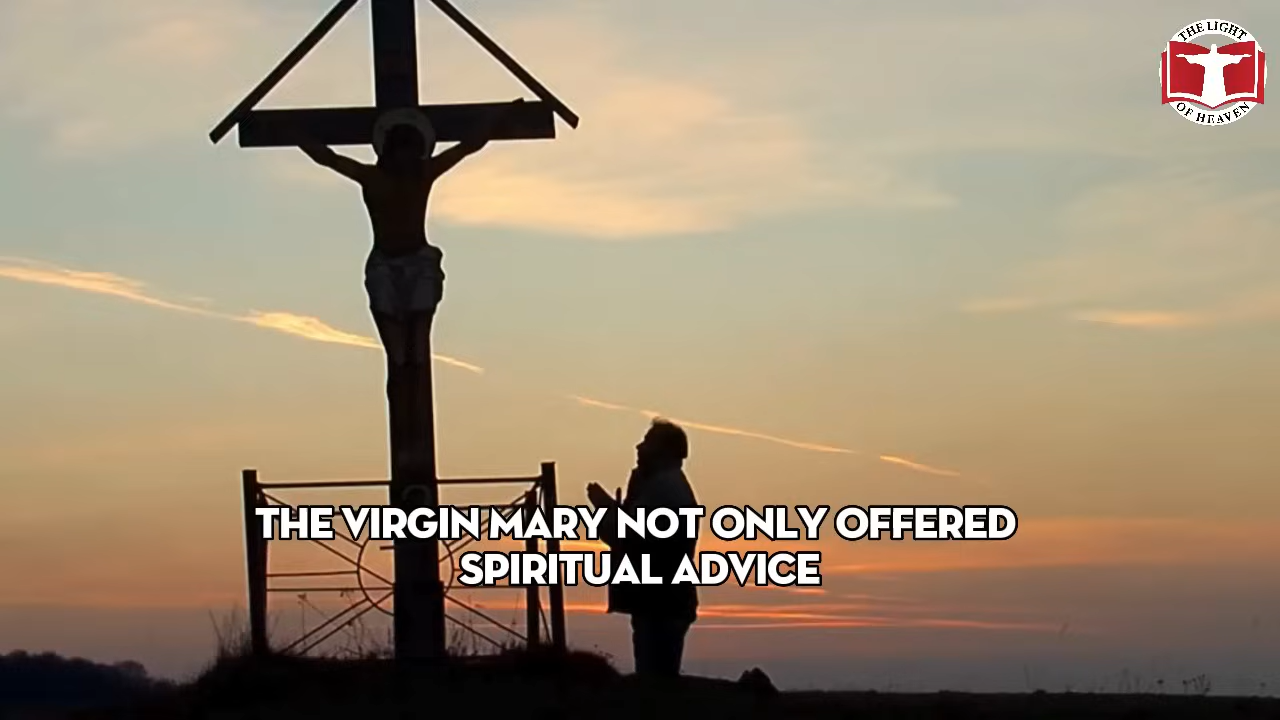 THE LIGHT
OF HEAVEN
THE VIRGIN MARY NOT ONLY OFFERED
SPIRITUAL ADVICE